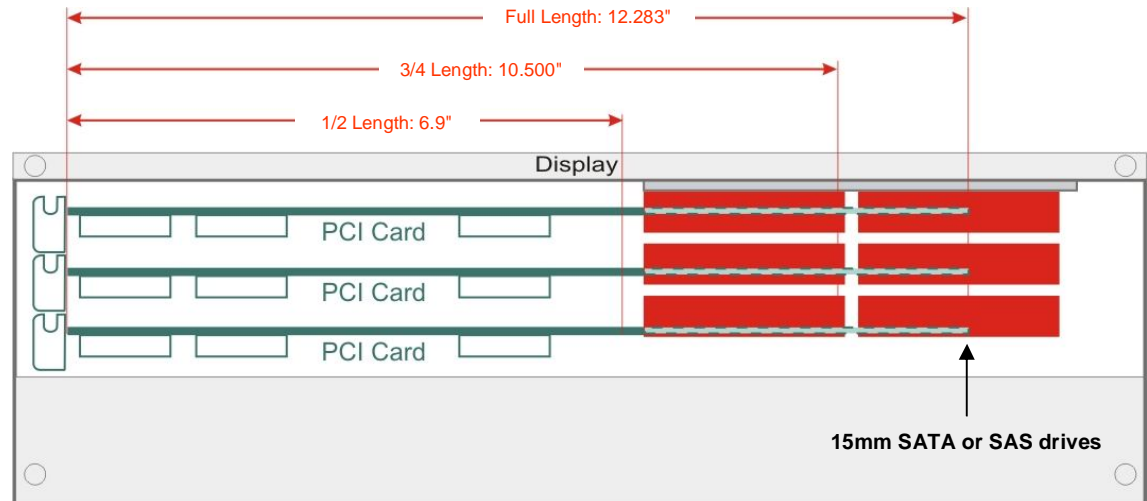 Full Length: 12.283"
3/4 Length: 10.500"
1/2 Length: 6.9"
Display
PCI Card
PCI Card
PCI Card
15mm SATA or SAS drives